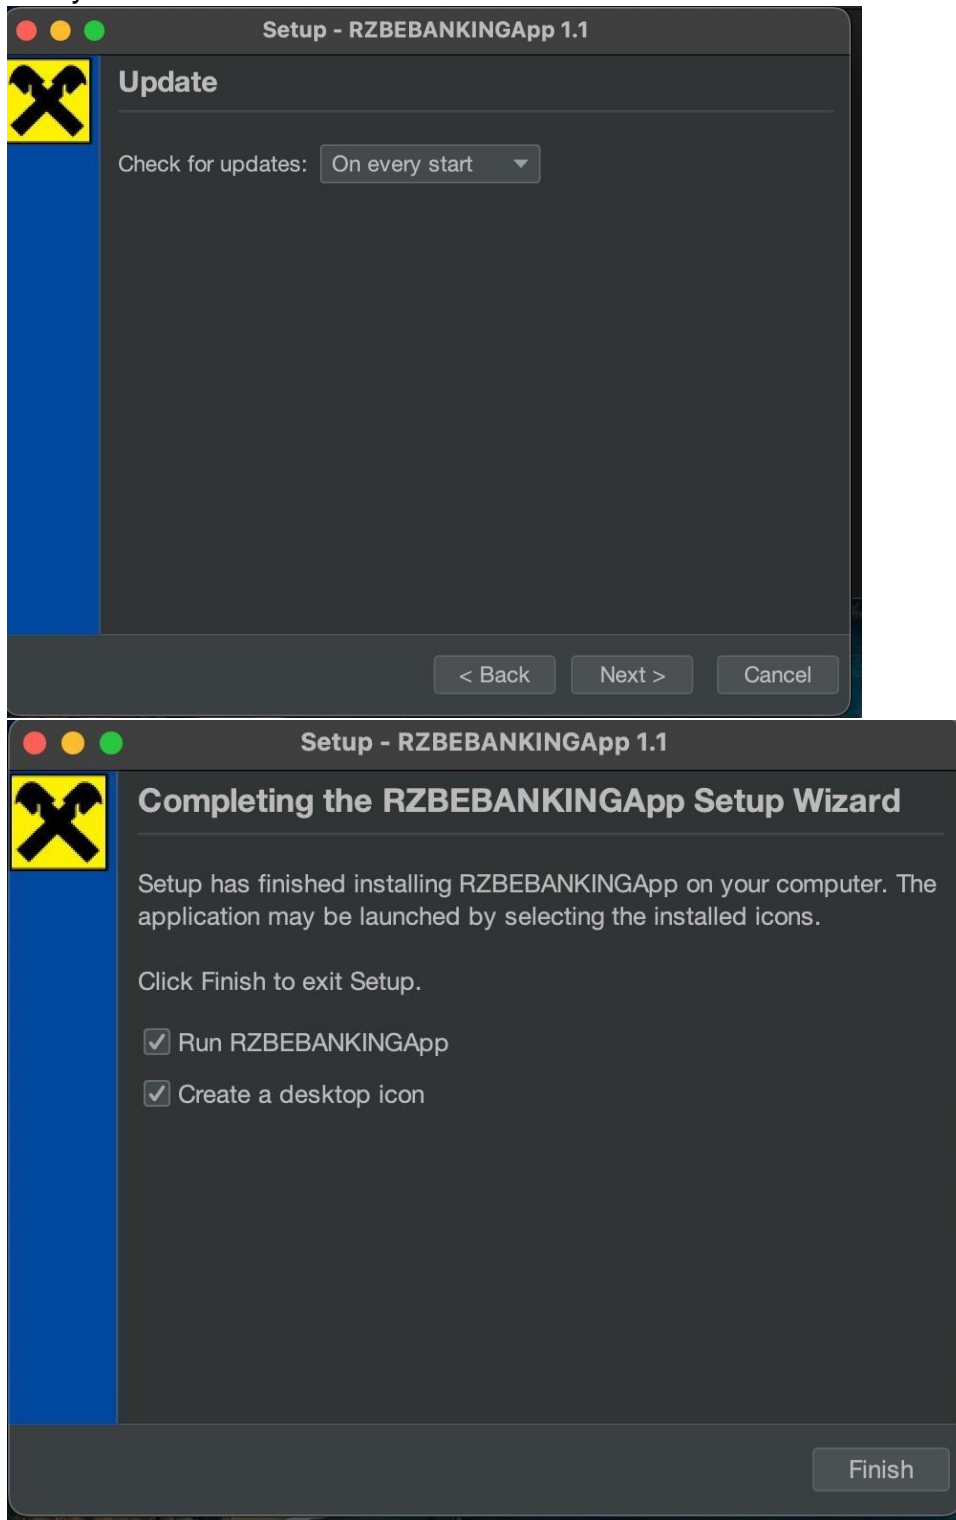 Setup - RZBEBANKINGApp 1.1
Update
Check for updates: On every start
< Back Next > Cancel
Setup - RZBEBANKINGApp 1.1
Completing the RZBEBANKINGApp Setup Wizard
Setup has finished installing RZBEBANKINGApp on your computer. The
application may be launched by selecting the installed icons.
Click Finish to exit Setup.
Run RZBEBANKINGApp
Create a desktop icon
Finish